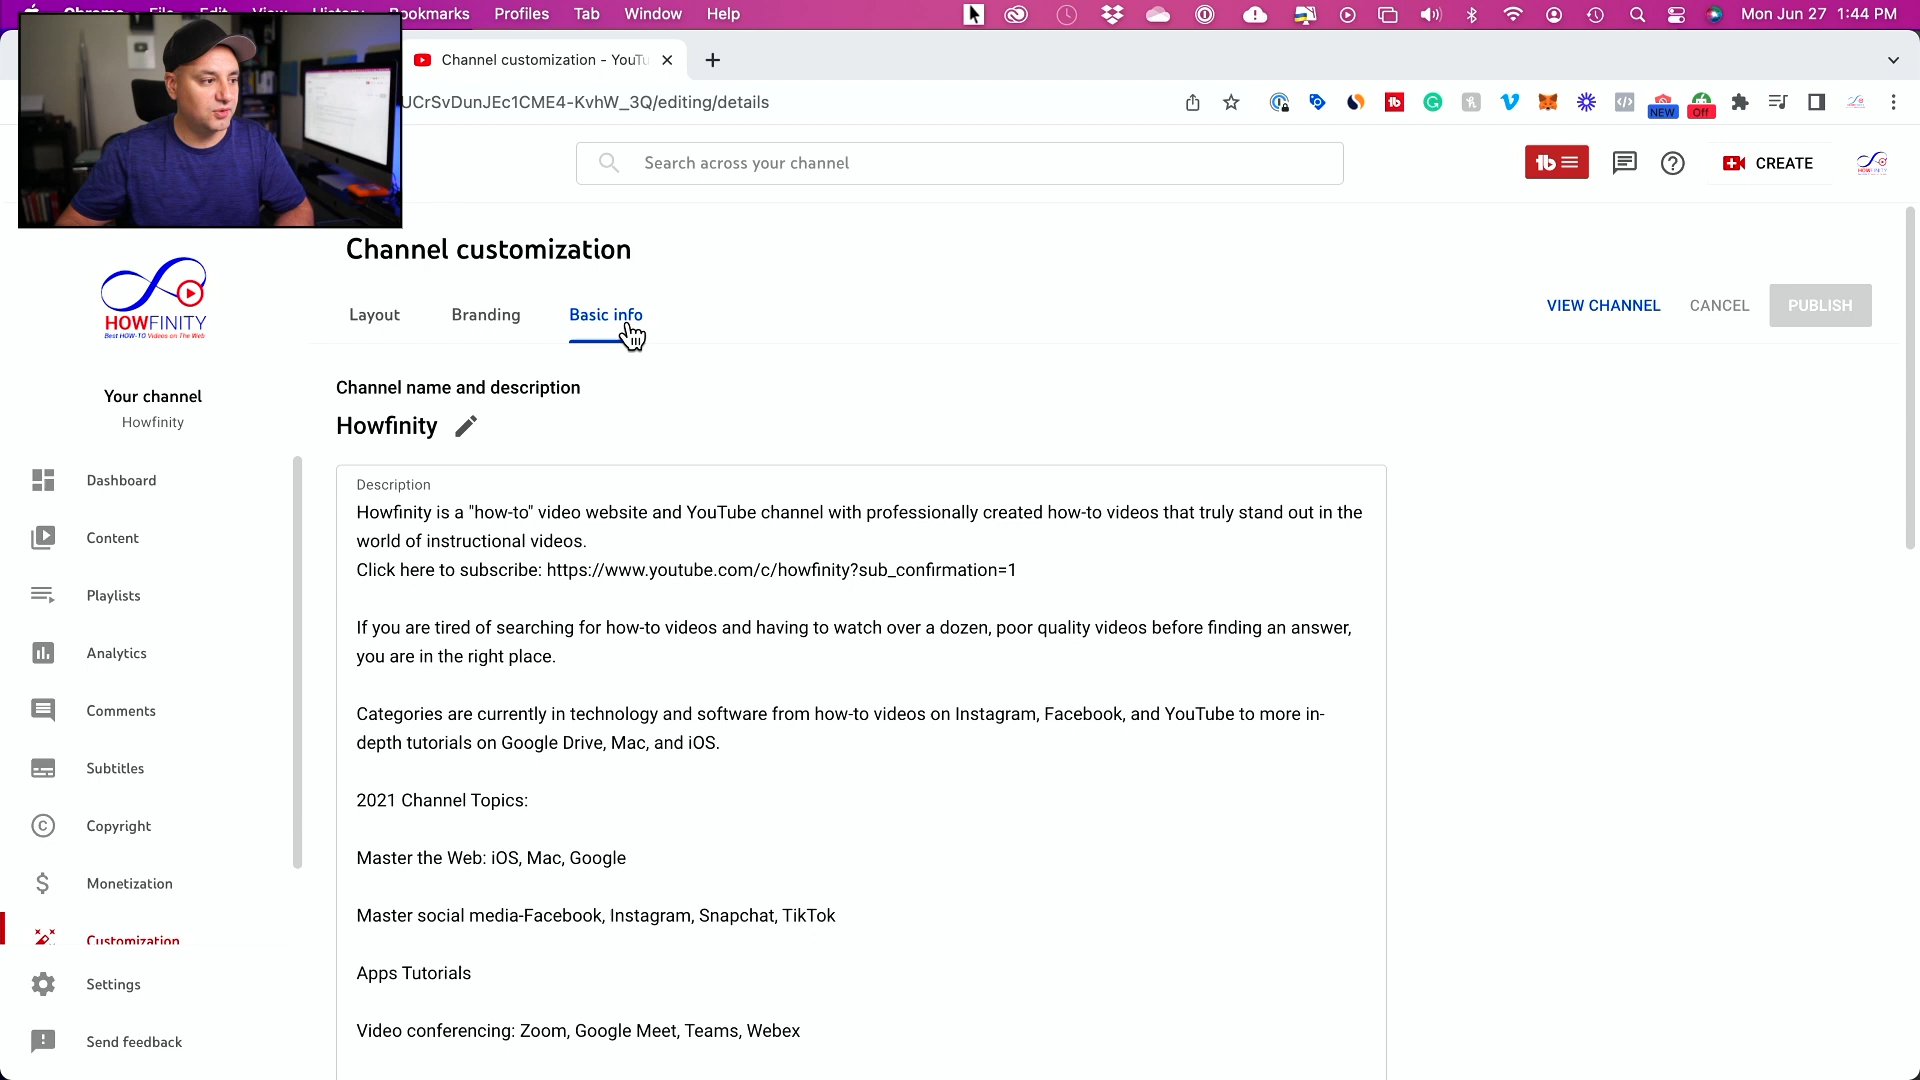 Bookmarks Profiles Tab Window Help
Mon Jun 27 1:44 PM
Channel customization - YouTu
UCrSvDunJEc1CME4-KvhW_3Q/editing/details
NEW
Off
Search across your channel
CREATE
HOWFINITY
Best HOW-TO Videos on The Web
Your channel
Howfinity
Dashboard
Content
Playlists
Analytics
Comments
Subtitles
Copyright
Monetization
Customization
Settings
Send feedback
Channel customization
Layout Branding Basic info
VIEW CHANNEL CANCEL PUBLISH
Channel name and description
Howfinity
Description
Howfinity is a "how-to" video website and YouTube channel with professionally created how-to videos that truly stand out in the
world of instructional videos.
Click here to subscribe: https://www.youtube.com/c/howfinity?sub_confirmation=1
If you are tired of searching for how-to videos and having to watch over a dozen, poor quality videos before finding an answer,
you are in the right place.
Categories are currently in technology and software from how-to videos on Instagram, Facebook, and YouTube to more in-
depth tutorials on Google Drive, Mac, and iOS.
2021 Channel Topics:
Master the Web: iOS, Mac, Google
Master social media-Facebook, Instagram, Snapchat, TikTok
Apps Tutorials
Video conferencing: Zoom, Google Meet, Teams, Webex